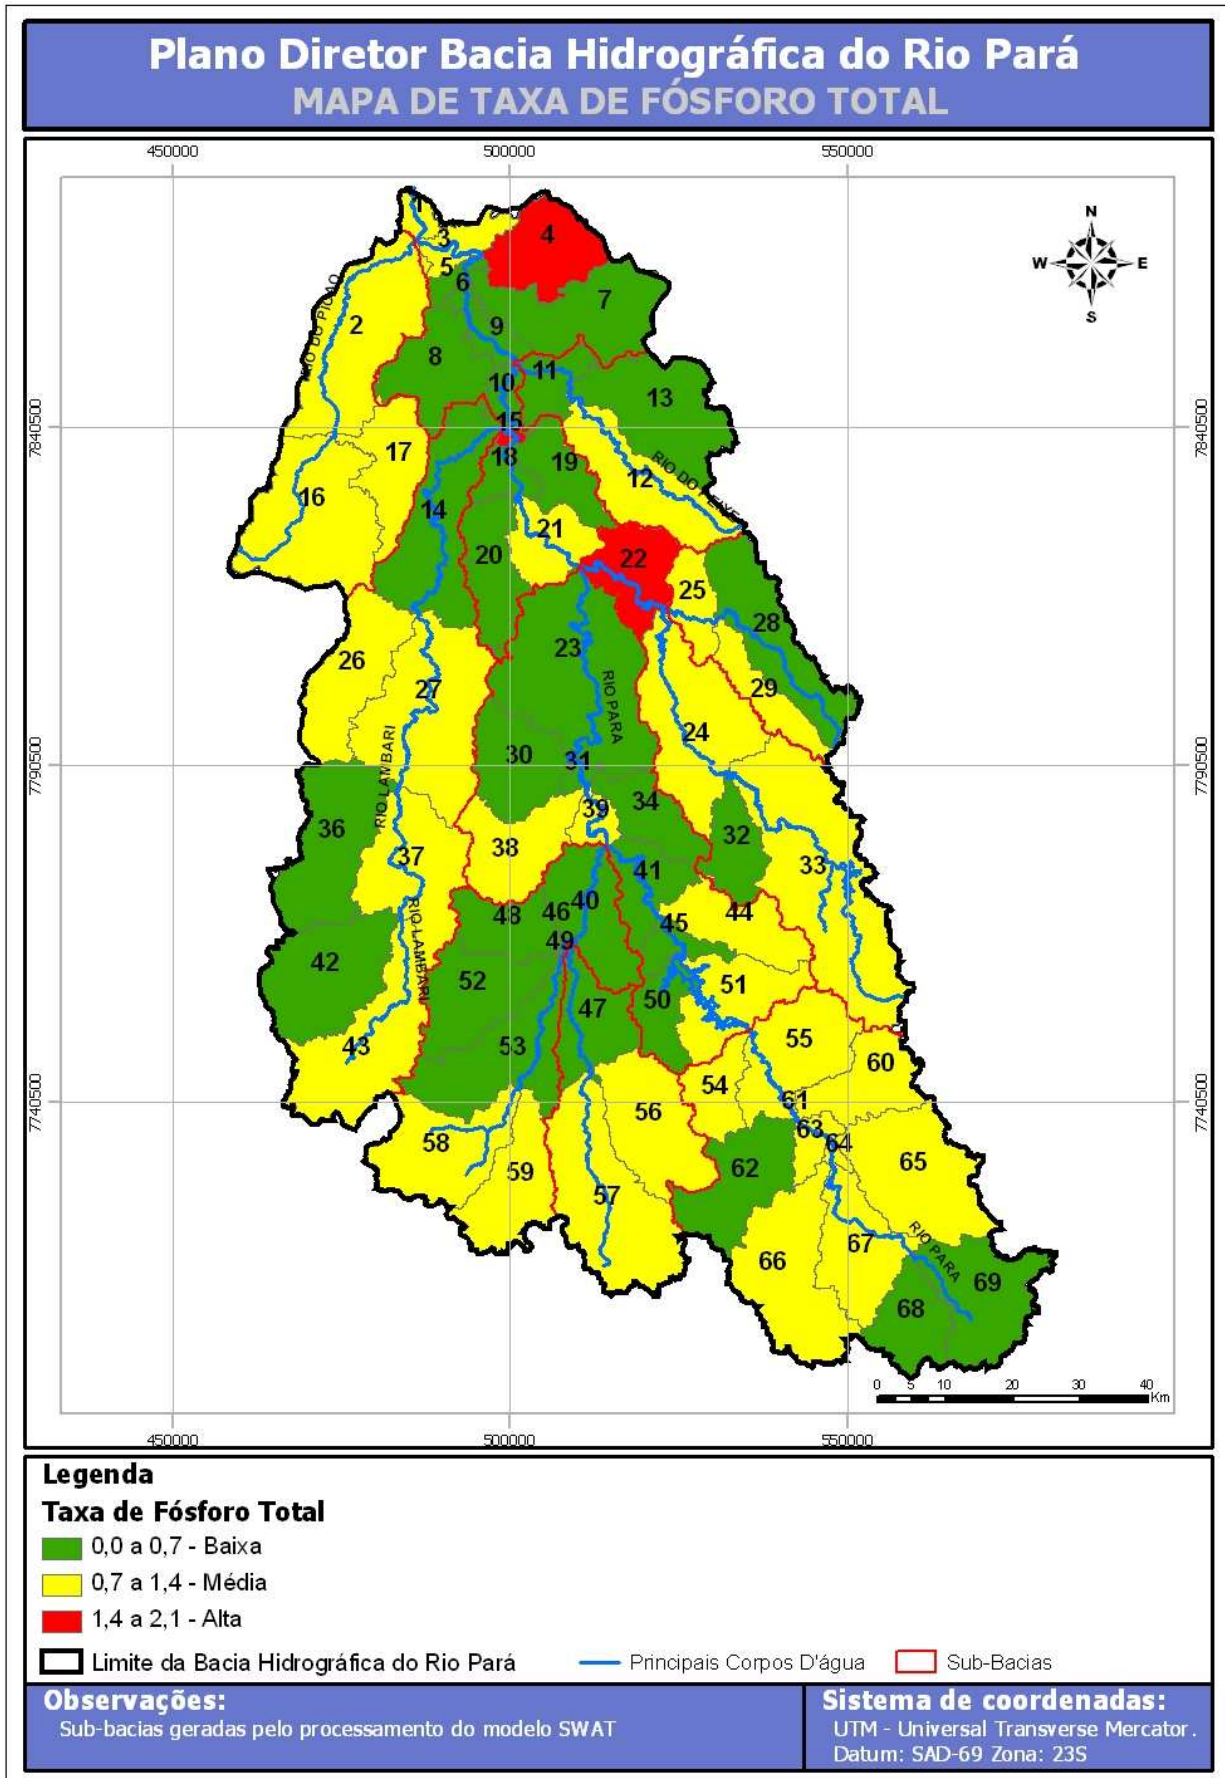 Plano Diretor Bacia Hidrográfica do Rio Pará
MAPA DE TAXA DE FÓSFORO TOTAL
450000 500000 550000
N
W E
S
1
3
4
5
6
7
2
9
8
RIO DO PICAO
11
10
13
7840500 7840500
15
17
18 19
12
RIO DO PEIXE
16
14
21
20
22
25
28
23
26
27
29
RIO PARA
24
30 31
7790500 7790500
RIO LAMBARI
39 34
36
32
37 38
33
41
40
48 46
44
45
RIO LAMBARI
49
42
52
51
50
47
55
43
53
60
54
61
7740500 7740500
56
58
63
64
59
62
65
57
67
RIO PARA
66
69
68
0 5 10 20 30 40
Km
450000 500000 550000
Legenda
Taxa de Fósforo Total
0,0 a 0,7 - Baixa
0,7 a 1,4 - Média
1,4 a 2,1 - Alta
Limite da Bacia Hidrográfica do Rio Pará Principais Corpos D'água Sub-Bacias
Observações:
Sub-bacias geradas pelo processamento do modelo SWAT
Sistema de coordenadas:
UTM - Universal Transverse Mercator.
Datum: SAD-69 Zona: 23S